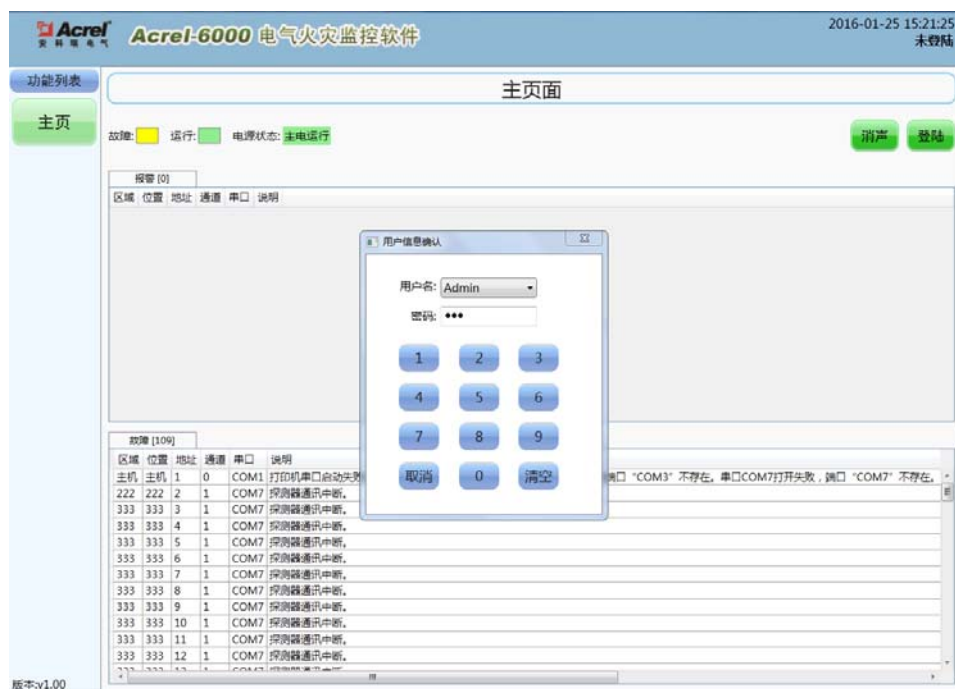 Acrel
安科瑞电气
Acrel-6000 电气火灾监控软件
2016-01-25 15:21:25
未登陆
功能列表
主页
主页面
故障: 运行: 电源状态: 主电运行
消声 登陆
报警 [0]
区域 位置 地址 通道 串口 说明
用户信息确认
用户名: Admin
密码: •••
1 2 3
4 5 6
7 8 9
取消 0 清空
故障 [109]
区域 位置 地址 通道 串口 说明
主机 主机 1 0 COM1 打印机串口启动失败 端口 “COM3” 不存在。串口COM7打开失败，端口 “COM7” 不存在。
222 222 2 1 COM7 探测器通讯中断。
333 333 3 1 COM7 探测器通讯中断。
333 333 4 1 COM7 探测器通讯中断。
333 333 5 1 COM7 探测器通讯中断。
333 333 6 1 COM7 探测器通讯中断。
333 333 7 1 COM7 探测器通讯中断。
333 333 8 1 COM7 探测器通讯中断。
333 333 9 1 COM7 探测器通讯中断。
333 333 10 1 COM7 探测器通讯中断。
333 333 11 1 COM7 探测器通讯中断。
333 333 12 1 COM7 探测器通讯中断。
版本:v1.00